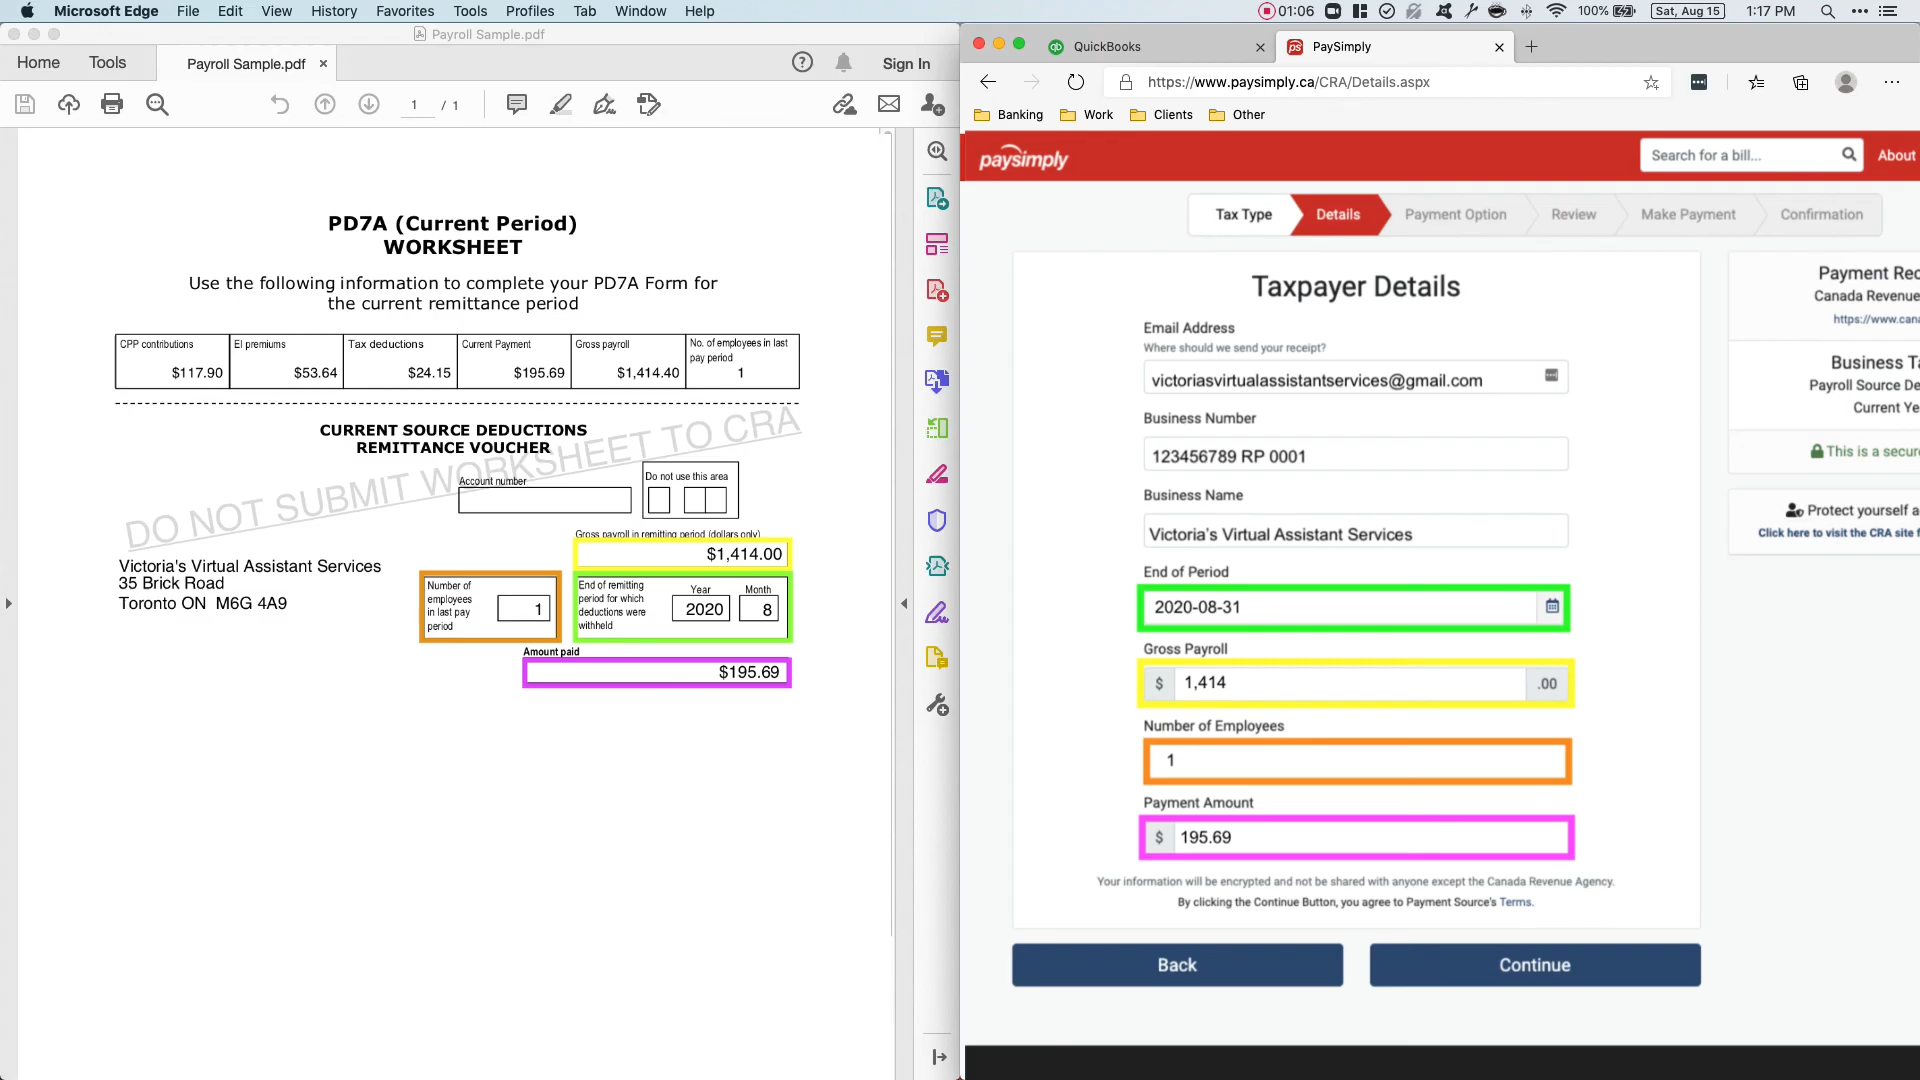 Microsoft Edge File Edit View History Favorites Tools Profiles Tab Window Help
01:06 100% Sat, Aug 15 1:17 PM
Payroll Sample.pdf
Home Tools Payroll Sample.pdf × Sign In
1 / 1
PD7A (Current Period)
WORKSHEET
Use the following information to complete your PD7A Form for
the current remittance period
CPP contributions EI premiums Tax deductions Current Payment Gross payroll No. of employees in last
pay period
$117.90 $53.64 $24.15 $195.69 $1,414.40 1
DO NOT SUBMIT WORKSHEET TO CRA
CURRENT SOURCE DEDUCTIONS
REMITTANCE VOUCHER
Account number
Do not use this area
Gross payroll in remitting period (dollars only)
$1,414.00
Victoria's Virtual Assistant Services
35 Brick Road
Toronto ON M6G 4A9
Number of
employees
in last pay
period
1
End of remitting
period for which
deductions were
withheld
Year Month
2020 8
Amount paid
$195.69
QuickBooks
PaySimply
https://www.paysimply.ca/CRA/Details.aspx
Banking Work Clients Other
paysimply
Search for a bill...
About
Tax Type Details Payment Option Review Make Payment Confirmation
Taxpayer Details
Email Address
Where should we send your receipt?
victoriasvirtualassistantservices@gmail.com
Business Number
123456789 RP 0001
Business Name
Victoria's Virtual Assistant Services
End of Period
2020-08-31
Gross Payroll
$ 1,414 .00
Number of Employees
1
Payment Amount
$ 195.69
Your information will be encrypted and not be shared with anyone except the Canada Revenue Agency.
By clicking the Continue Button, you agree to Payment Source's Terms.
Back Continue
Payment Rec
Canada Revenue
https://www.cana
Business Ta
Payroll Source De
Current Ye
This is a secure
Protect yourself a
Click here to visit the CRA site f